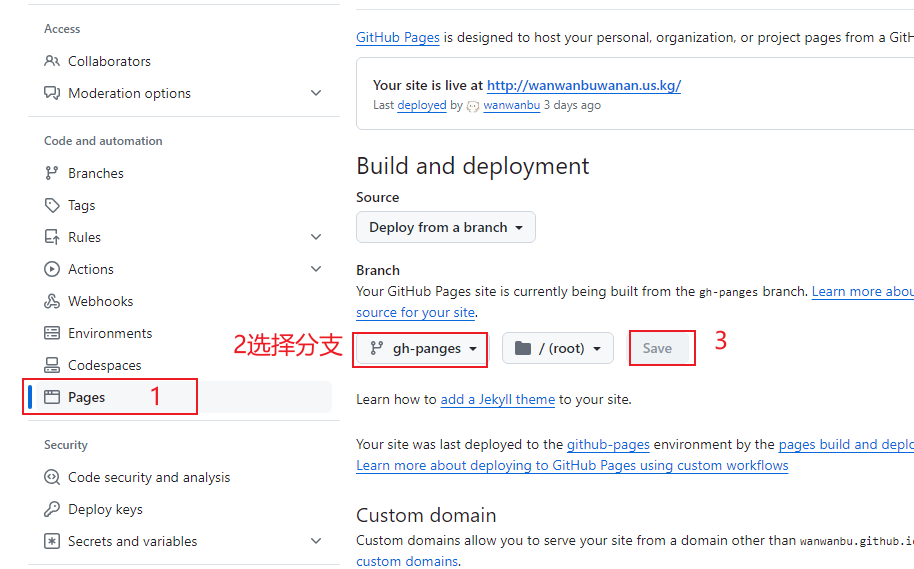 Access
Collaborators
Moderation options
Code and automation
Branches
Tags
Rules
Actions
Webhooks
Environments
Codespaces
Pages 1
Security
Code security and analysis
Deploy keys
Secrets and variables
GitHub Pages is designed to host your personal, organization, or project pages from a GitH
Your site is live at http://wanwanbuwanan.us.kg/
Last deployed by wanwanbu 3 days ago
Build and deployment
Source
Deploy from a branch
Branch
Your GitHub Pages site is currently being built from the gh-panges branch. Learn more abou
source for your site.
2选择分支 gh-panges / (root) Save 3
Learn how to add a Jekyll theme to your site.
Your site was last deployed to the github-pages environment by the pages build and deplo
Learn more about deploying to GitHub Pages using custom workflows
Custom domain
Custom domains allow you to serve your site from a domain other than wanwanbu.github.io
custom domains.